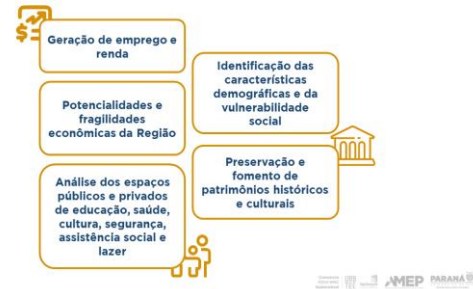 Geração de emprego e
renda
Potencialidades e
fragilidades
econômicas da Região
Análise dos espaços
públicos e privados
de educação, saúde,
cultura, segurança,
assistência social e
lazer
Identificação das
características
demográficas e da
vulnerabilidade
social
Preservação e
fomento de
patrimônios históricos
e culturais
AMEP PARANÁ